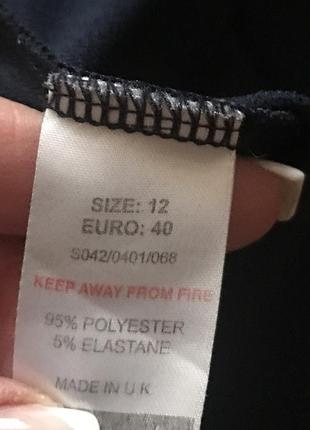 SIZE: 12
EURO: 40
S042/0401/068
KEEP AWAY FROM FIRE
95% POLYESTER
5% ELASTANE
MADE IN U.K